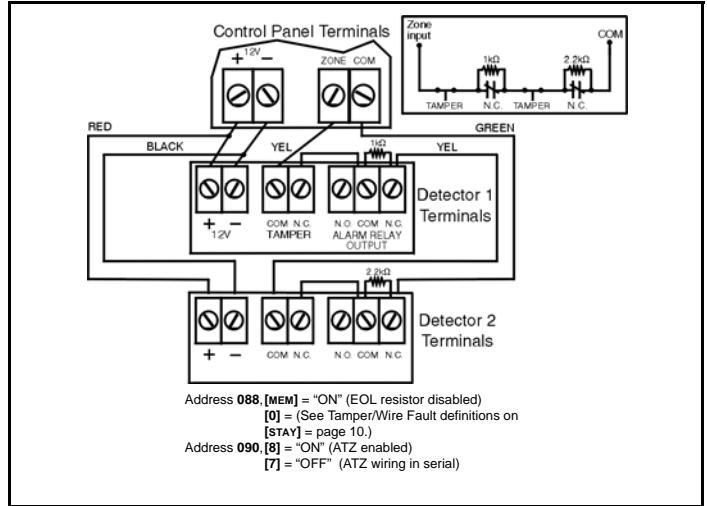 Control Panel Terminals
12V
+ −
ZONE COM
Zone
input
COM
1kΩ
2.2kΩ
TAMPER N.C. TAMPER N.C.
RED
GREEN
BLACK
YEL
1kΩ
YEL
Detector 1
Terminals
+ −
12V
COM N.C.
TAMPER
N.O. COM N.C.
ALARM RELAY
OUTPUT
2.2kΩ
Detector 2
Terminals
+ − COM N.C. N.O. COM N.C.
Address 088, [MEM] = “ON” (EOL resistor disabled)
[0] = (See Tamper/Wire Fault definitions on
[STAY] = page 10.)
Address 090, [8] = “ON” (ATZ enabled)
[7] = “OFF” (ATZ wiring in serial)